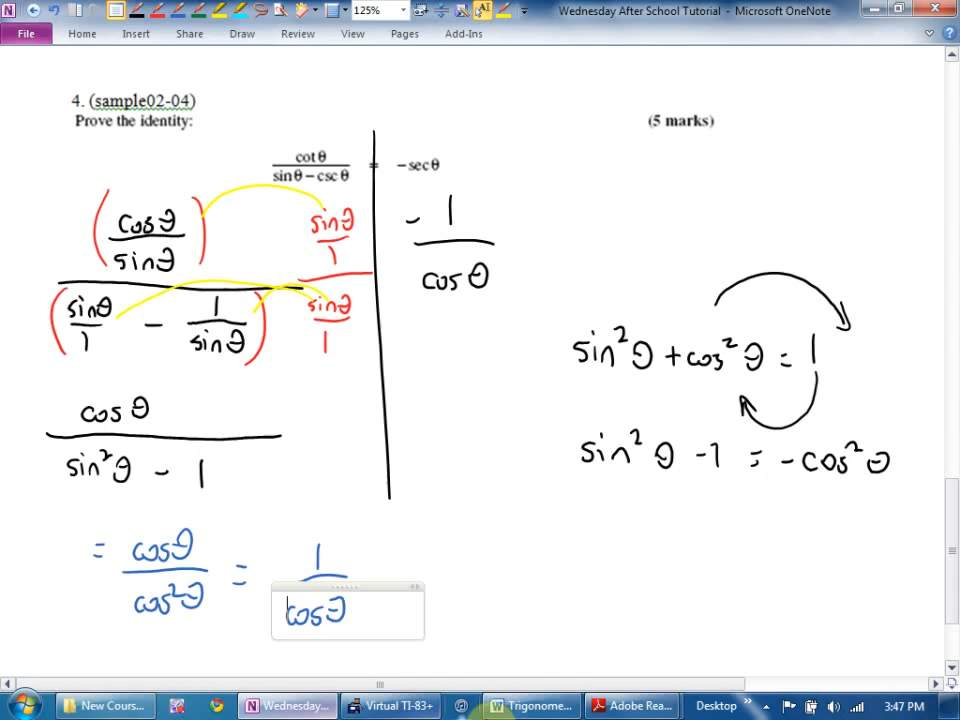 Wednesday After School Tutorial - Microsoft OneNote
125%
File Home Insert Share Draw Review View Pages Add-Ins
4. (sample02-04)
Prove the identity: (5 marks)
cotθ / (sinθ − cscθ) = −secθ
(cosθ / sinθ) sinθ / 1
(sinθ / 1 − 1 / sinθ) sinθ / 1
− 1 / cosθ
cosθ / (sin²θ − 1)
= cosθ / cos²θ = 1 / cosθ
sin²θ + cos²θ = 1
sin²θ − 1 = −cos²θ
New Cours... Wednesday... Virtual TI-83+ Trigonome... Adobe Rea... Desktop » 3:47 PM